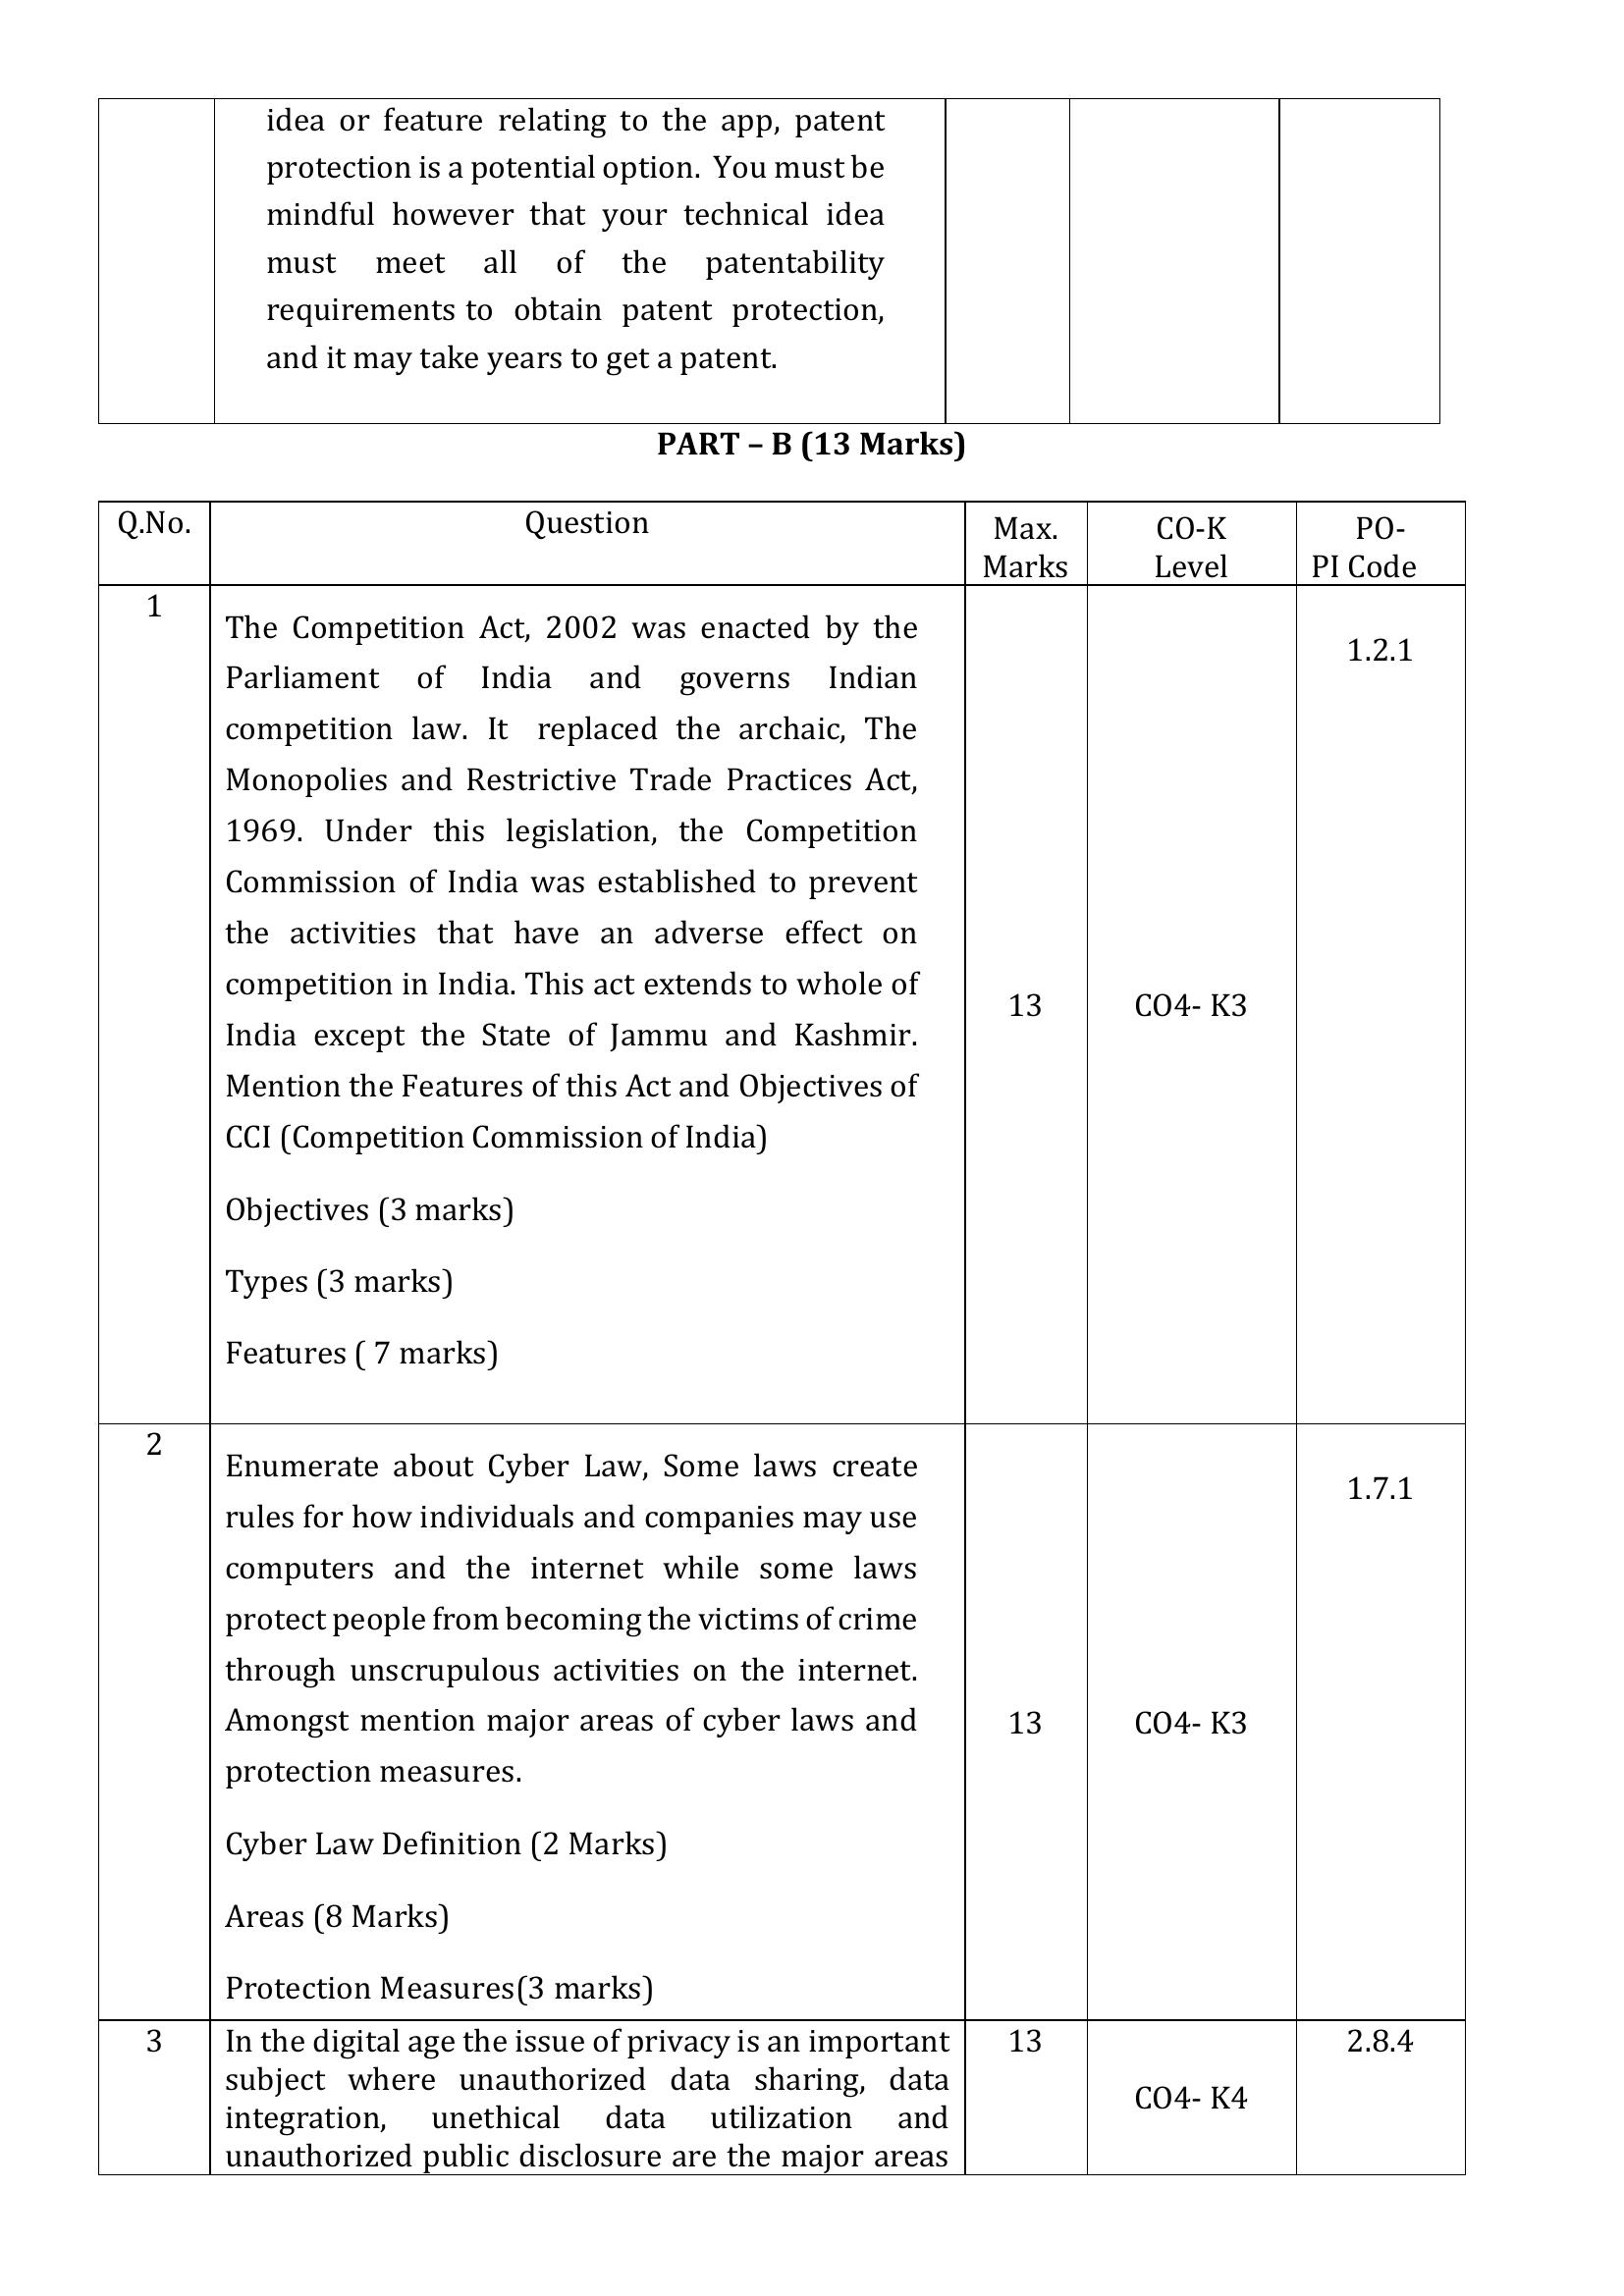 idea or feature relating to the app, patent
protection is a potential option. You must be
mindful however that your technical idea
must meet all of the patentability
requirements to obtain patent protection,
and it may take years to get a patent.
PART – B (13 Marks)
Q.No.
Question
Max.
Marks
CO-K
Level
PO-
PI Code
1
The Competition Act, 2002 was enacted by the
Parliament of India and governs Indian
competition law. It replaced the archaic, The
Monopolies and Restrictive Trade Practices Act,
1969. Under this legislation, the Competition
Commission of India was established to prevent
the activities that have an adverse effect on
competition in India. This act extends to whole of
India except the State of Jammu and Kashmir.
Mention the Features of this Act and Objectives of
CCI (Competition Commission of India)
Objectives (3 marks)
Types (3 marks)
Features ( 7 marks)
13
CO4- K3
1.2.1
2
Enumerate about Cyber Law, Some laws create
rules for how individuals and companies may use
computers and the internet while some laws
protect people from becoming the victims of crime
through unscrupulous activities on the internet.
Amongst mention major areas of cyber laws and
protection measures.
Cyber Law Definition (2 Marks)
Areas (8 Marks)
Protection Measures(3 marks)
13
CO4- K3
1.7.1
3
In the digital age the issue of privacy is an important
subject where unauthorized data sharing, data
integration, unethical data utilization and
unauthorized public disclosure are the major areas
13
CO4- K4
2.8.4